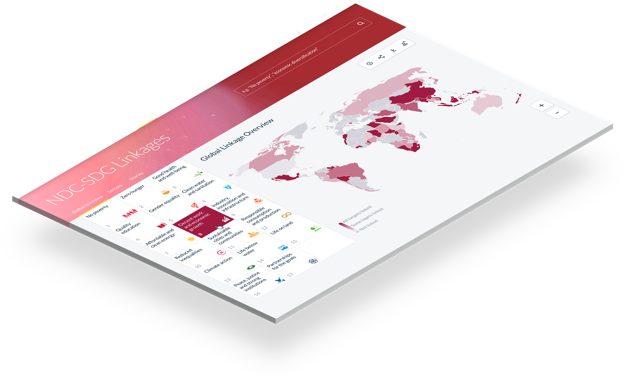 e.g. "No poverty", "economic diversification"
NDC-SDG Linkages
Global Linkage Overview
No poverty
Zero hunger
Good health
and well-being
Quality
education
Gender equality
Clean water
and sanitation
Affordable and
clean energy
Decent work
and economic
growth
Industry,
innovation and
infrastructure
Reduced
inequalities
Sustainable
cities and
communities
Responsible
consumption
and production
Climate action
Life below
water
Life on land
Peace, justice
and strong
institutions
Partnerships
for the goals